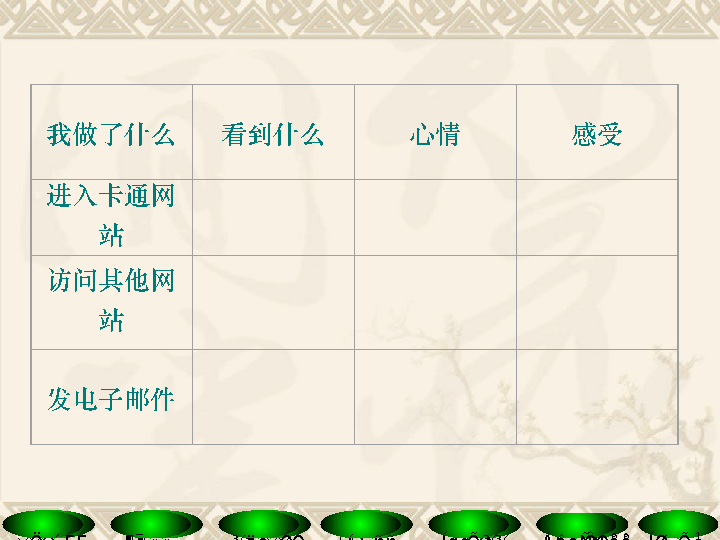 我做了什么 看到什么 心情 感受
进入卡通网
站
访问其他网
站
发电子邮件